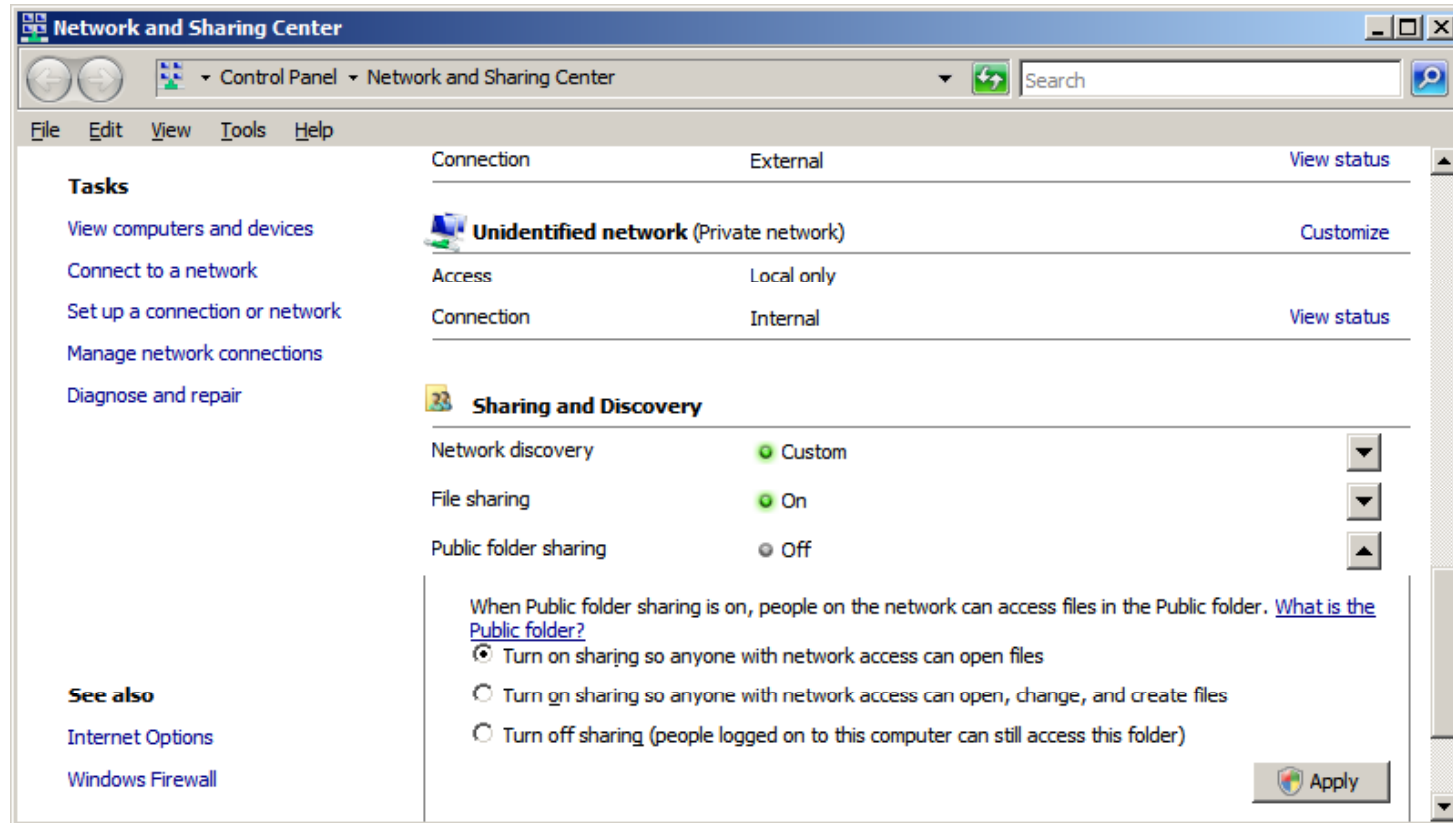 Network and Sharing Center
Control Panel Network and Sharing Center
Search
File Edit View Tools Help
Connection External View status
Tasks
View computers and devices
Connect to a network
Set up a connection or network
Manage network connections
Diagnose and repair
Unidentified network (Private network) Customize
Access Local only
Connection Internal View status
Sharing and Discovery
Network discovery Custom
File sharing On
Public folder sharing Off
When Public folder sharing is on, people on the network can access files in the Public folder. What is the
Public folder?
Turn on sharing so anyone with network access can open files
Turn on sharing so anyone with network access can open, change, and create files
Turn off sharing (people logged on to this computer can still access this folder)
Apply
See also
Internet Options
Windows Firewall